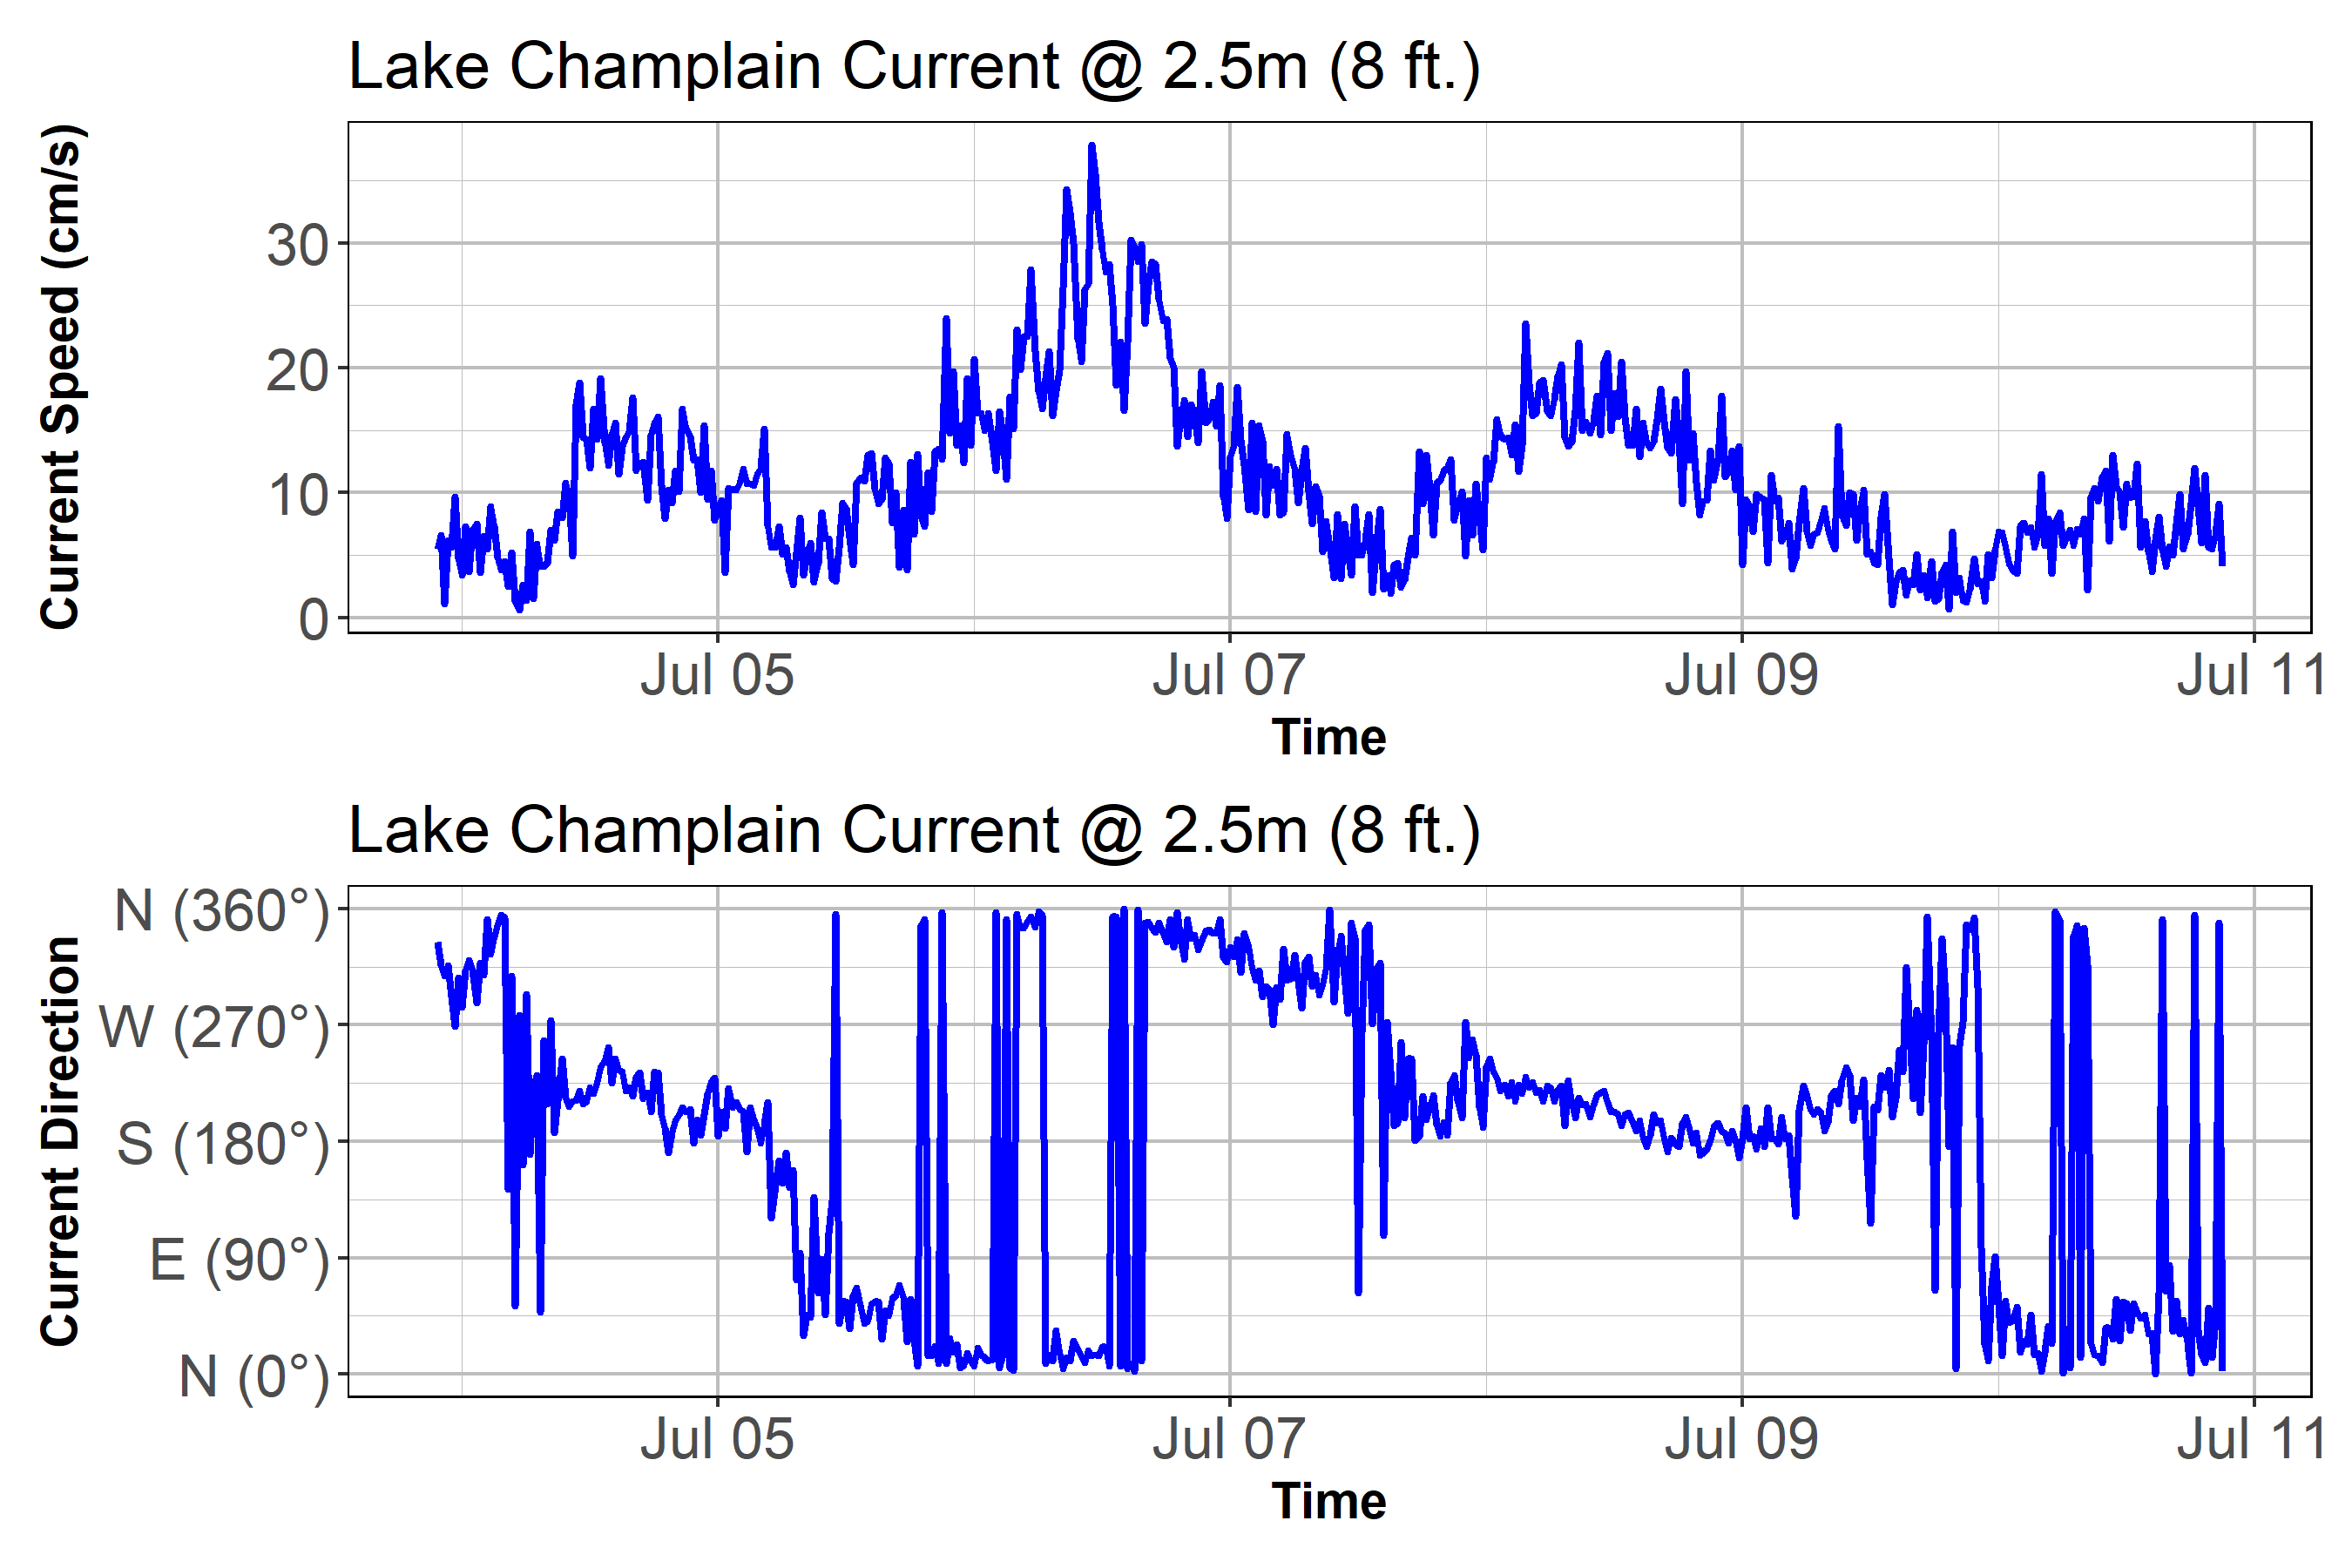 Lake Champlain Current @ 2.5m (8 ft.)
Current Speed (cm/s)
30
20
10
0
Jul 05 Jul 07 Jul 09 Jul 11
Time
Lake Champlain Current @ 2.5m (8 ft.)
Current Direction
N (360°)
W (270°)
S (180°)
E (90°)
N (0°)
Jul 05 Jul 07 Jul 09 Jul 11
Time